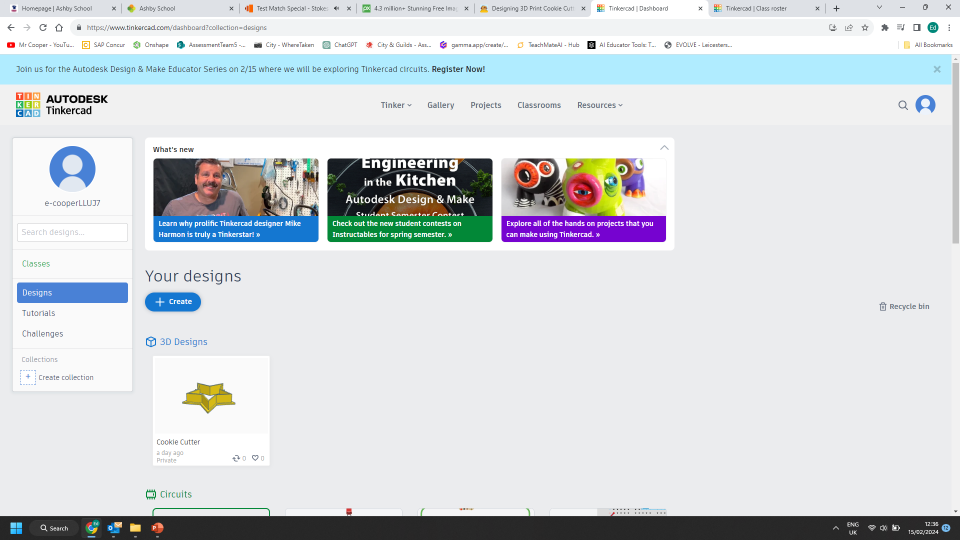 Homepage | Ashby School
Ashby School
Test Match Special - Stokes
4.3 million+ Stunning Free Imag
Designing 3D Print Cookie Cutt
Tinkercad | Dashboard
Tinkercad | Class roster
https://www.tinkercad.com/dashboard?collection=designs
Ed
Mr Cooper - YouTu...
SAP Concur
Onshape
AssessmentTeam5 -...
City - WhereTaken
ChatGPT
City & Guilds - Ass...
gamma.app/create/...
TeachMateAI - Hub
AI Educator Tools: T...
EVOLVE - Leicesters...
All Bookmarks
Join us for the Autodesk Design & Make Educator Series on 2/15 where we will be exploring Tinkercad circuits. Register Now!
TIN
KER
CAD
AUTODESK
Tinkercad
Tinker
Gallery
Projects
Classrooms
Resources
e-cooperLLUJ7
Search designs...
Classes
Designs
Tutorials
Challenges
Collections
+ Create collection
What's new
Learn why prolific Tinkercad designer Mike
Harmon is truly a Tinkerstar! »
Engineering
in the Kitchen
Autodesk Design & Make
Student Semester Contest
Check out the new student contests on
Instructables for spring semester. »
Explore all of the hands on projects that you
can make using Tinkercad. »
Your designs
Create
Recycle bin
3D Designs
Cookie Cutter
a day ago
Private
0
0
Circuits
Search
ENG
UK
12:36
15/02/2024